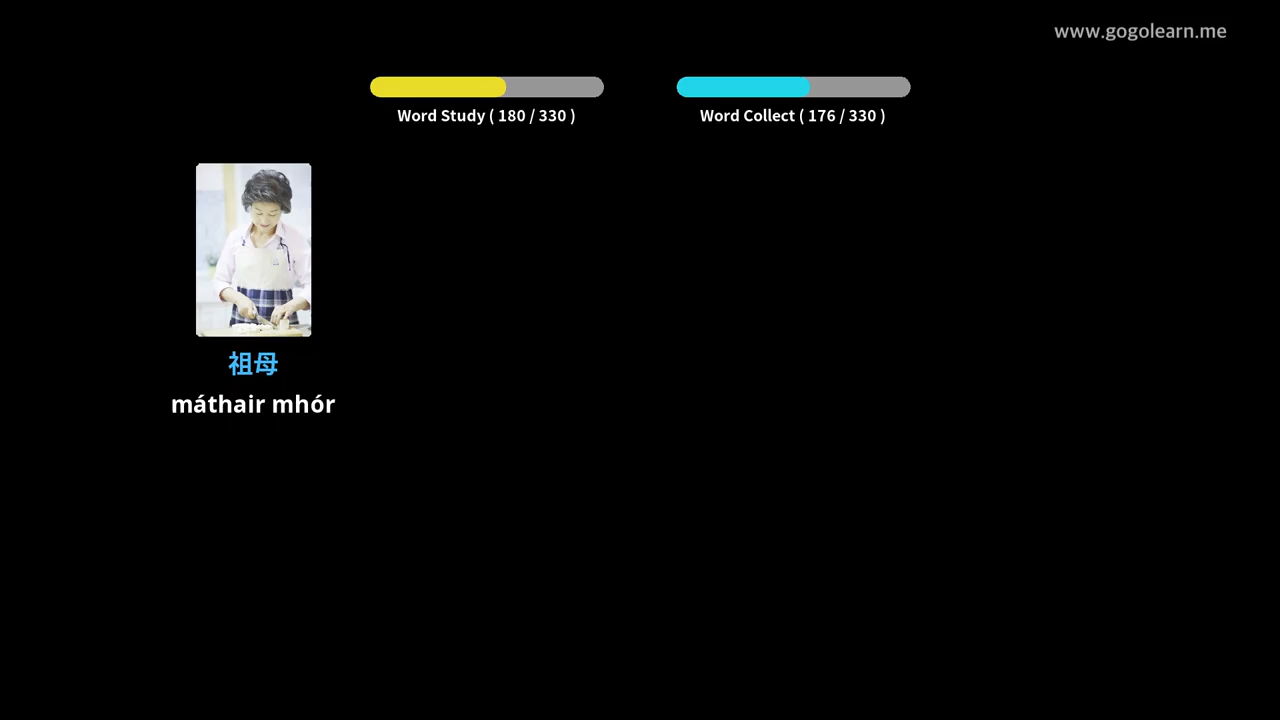 www.gogolearn.me
Word Study ( 180 / 330 )
Word Collect ( 176 / 330 )
祖母
máthair mhór